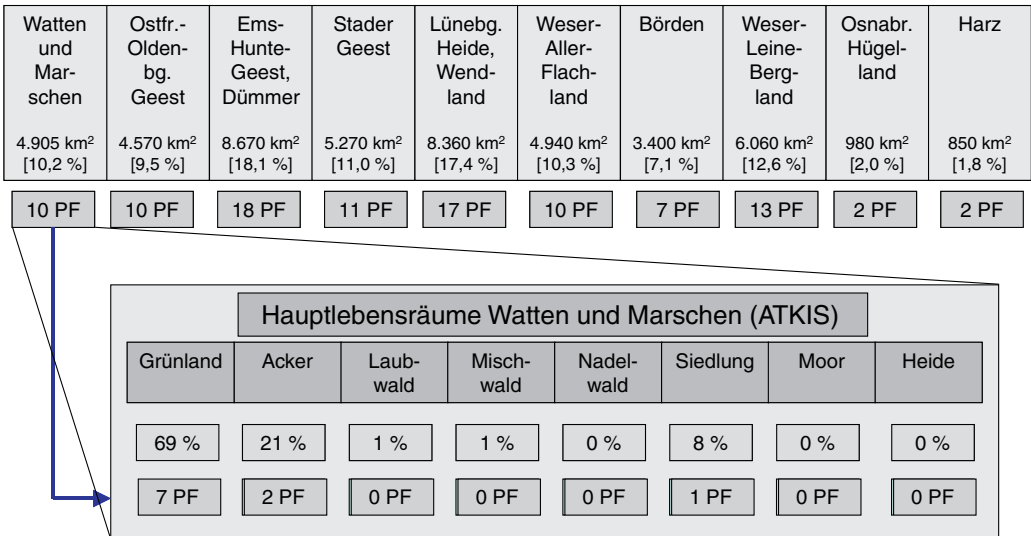 Watten
und
Mar-
schen
4.905 km²
[10,2 %]
Ostfr.-
Olden-
bg.
Geest
4.570 km²
[9,5 %]
Ems-
Hunte-
Geest,
Dümmer
8.670 km²
[18,1 %]
Stader
Geest
5.270 km²
[11,0 %]
Lünebg.
Heide,
Wend-
land
8.360 km²
[17,4 %]
Weser-
Aller-
Flach-
land
4.940 km²
[10,3 %]
Börden
3.400 km²
[7,1 %]
Weser-
Leine-
Berg-
land
6.060 km²
[12,6 %]
Osnabr.
Hügel-
land
980 km²
[2,0 %]
Harz
850 km²
[1,8 %]
10 PF 10 PF 18 PF 11 PF 17 PF 10 PF 7 PF 13 PF 2 PF 2 PF
Hauptlebensräume Watten und Marschen (ATKIS)
Grünland
Acker
Laub-
wald
Misch-
wald
Nadel-
wald
Siedlung
Moor
Heide
69 % 21 % 1 % 1 % 0 % 8 % 0 % 0 %
7 PF 2 PF 0 PF 0 PF 0 PF 1 PF 0 PF 0 PF